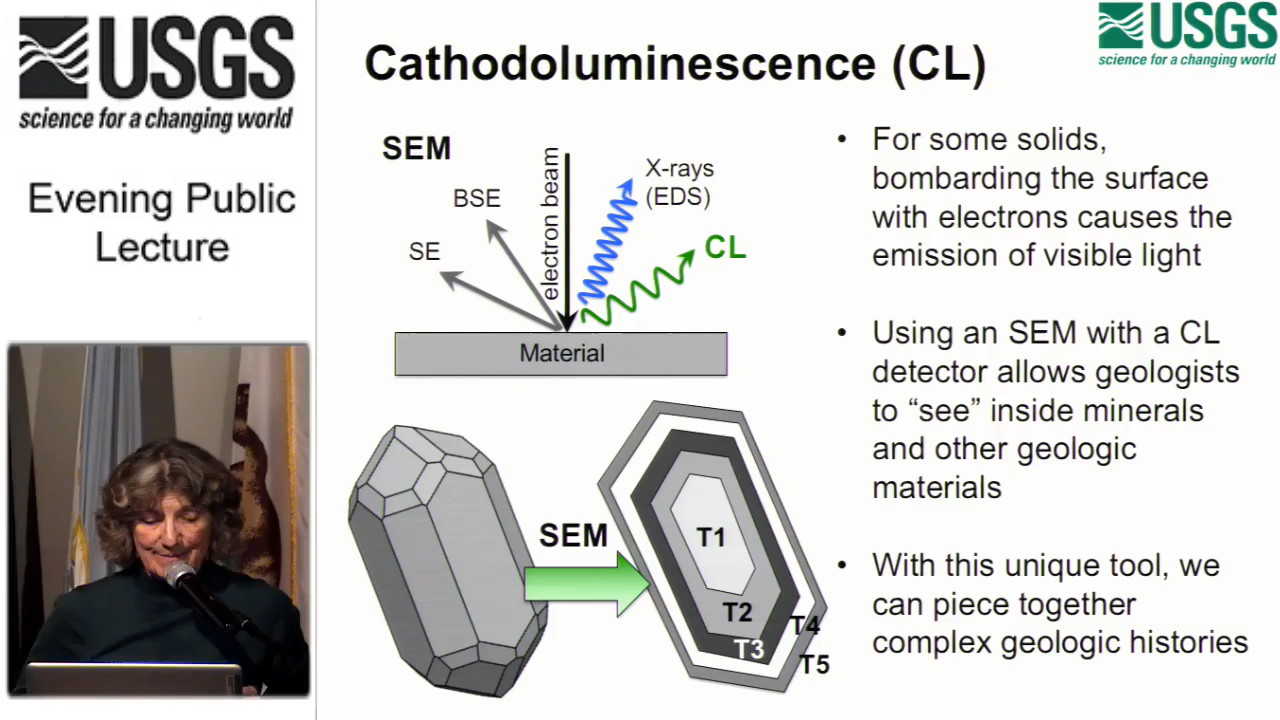 USGS
science for a changing world
Evening Public
Lecture
Cathodoluminescence (CL)
USGS
science for a changing world
SEM
electron beam
X-rays
(EDS)
BSE
SE
CL
Material
SEM
T1
T2
T3
T4
T5
• For some solids,
bombarding the surface
with electrons causes the
emission of visible light
• Using an SEM with a CL
detector allows geologists
to “see” inside minerals
and other geologic
materials
• With this unique tool, we
can piece together
complex geologic histories